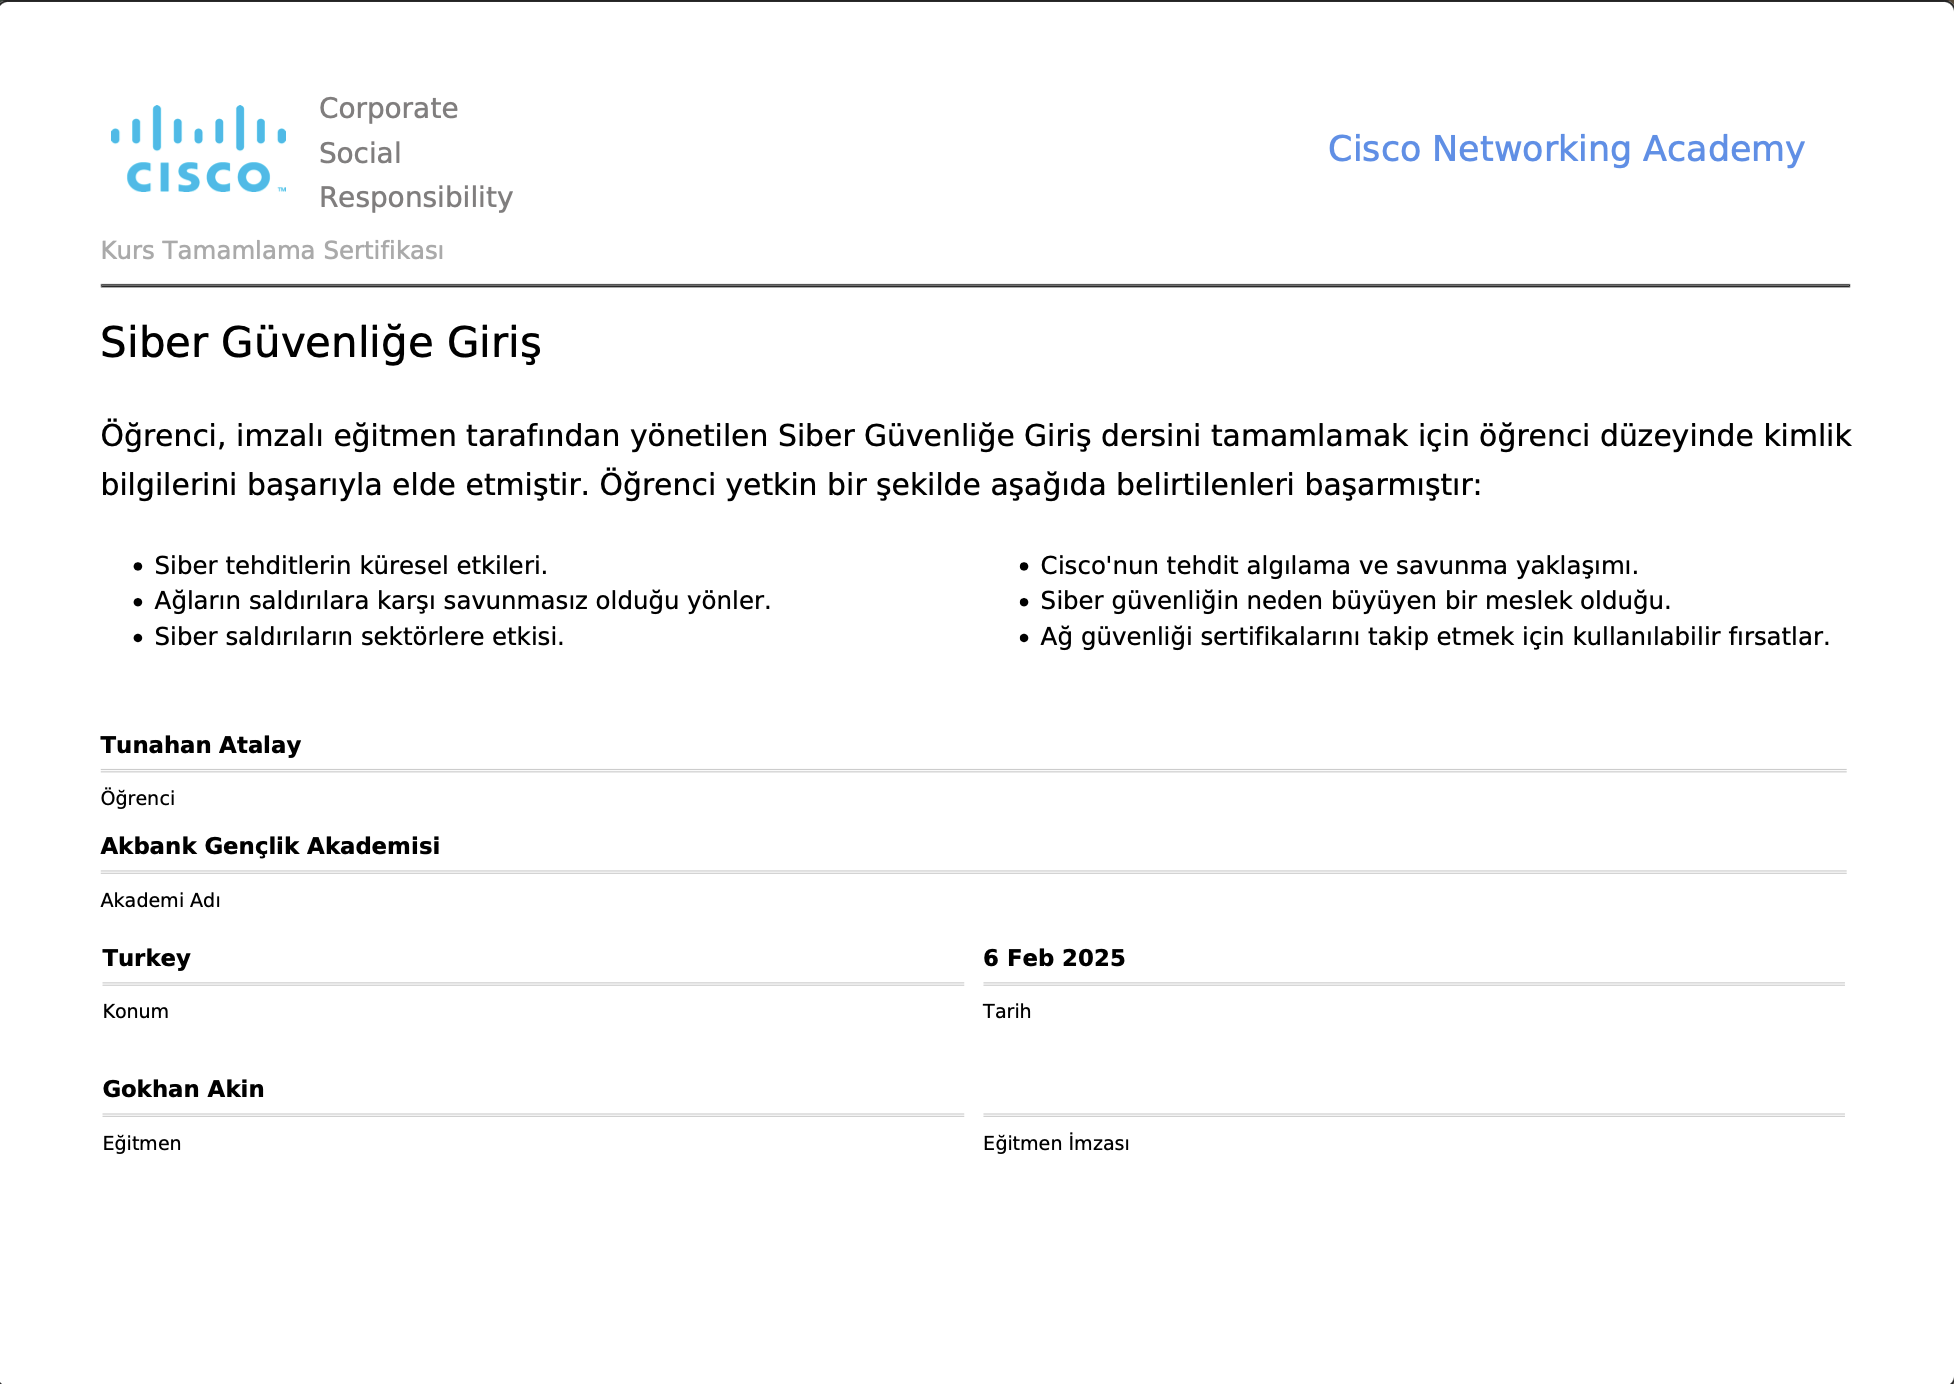 CISCO™
Corporate
Social
Responsibility
Cisco Networking Academy
Kurs Tamamlama Sertifikası
Siber Güvenliğe Giriş
Öğrenci, imzalı eğitmen tarafından yönetilen Siber Güvenliğe Giriş dersini tamamlamak için öğrenci düzeyinde kimlik
bilgilerini başarıyla elde etmiştir. Öğrenci yetkin bir şekilde aşağıda belirtilenleri başarmıştır:
• Siber tehditlerin küresel etkileri.
• Ağların saldırılara karşı savunmasız olduğu yönler.
• Siber saldırıların sektörlere etkisi.
• Cisco'nun tehdit algılama ve savunma yaklaşımı.
• Siber güvenliğin neden büyüyen bir meslek olduğu.
• Ağ güvenliği sertifikalarını takip etmek için kullanılabilir fırsatlar.
Tunahan Atalay
Öğrenci
Akbank Gençlik Akademisi
Akademi Adı
Turkey
Konum
6 Feb 2025
Tarih
Gokhan Akin
Eğitmen
Eğitmen İmzası